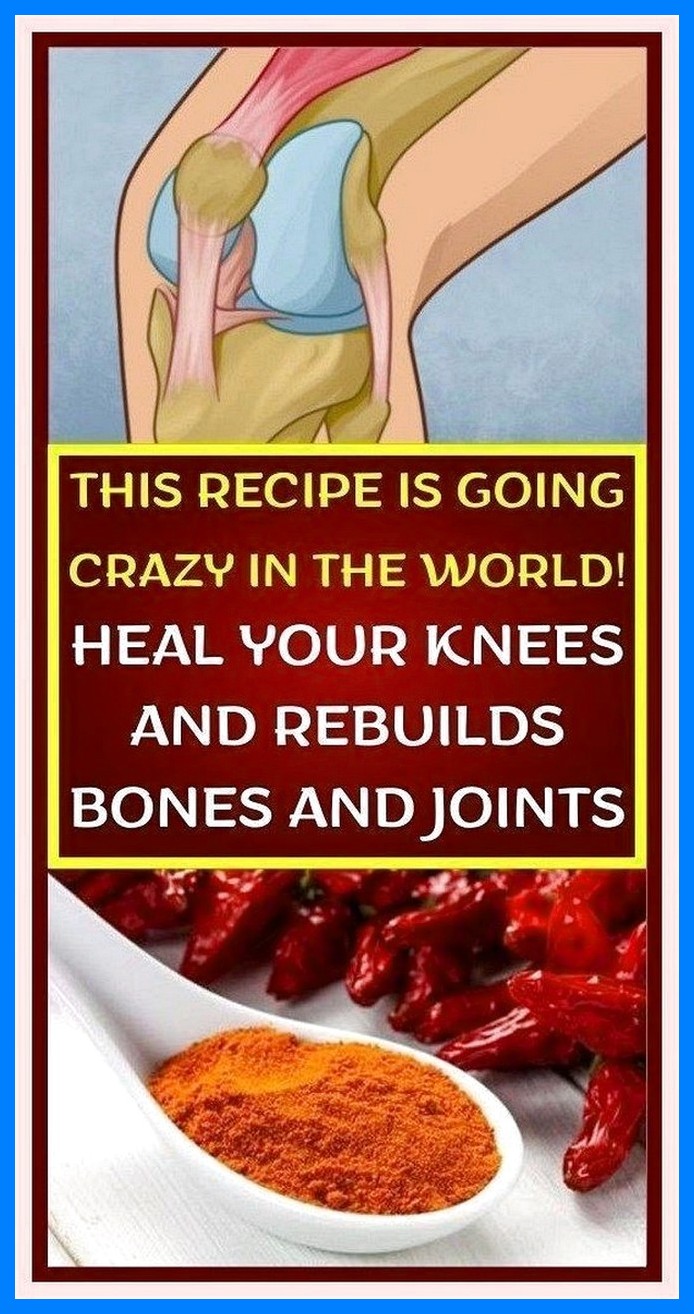 THIS RECIPE IS GOING
CRAZY IN THE WORLD!
HEAL YOUR KNEES
AND REBUILDS
BONES AND JOINTS